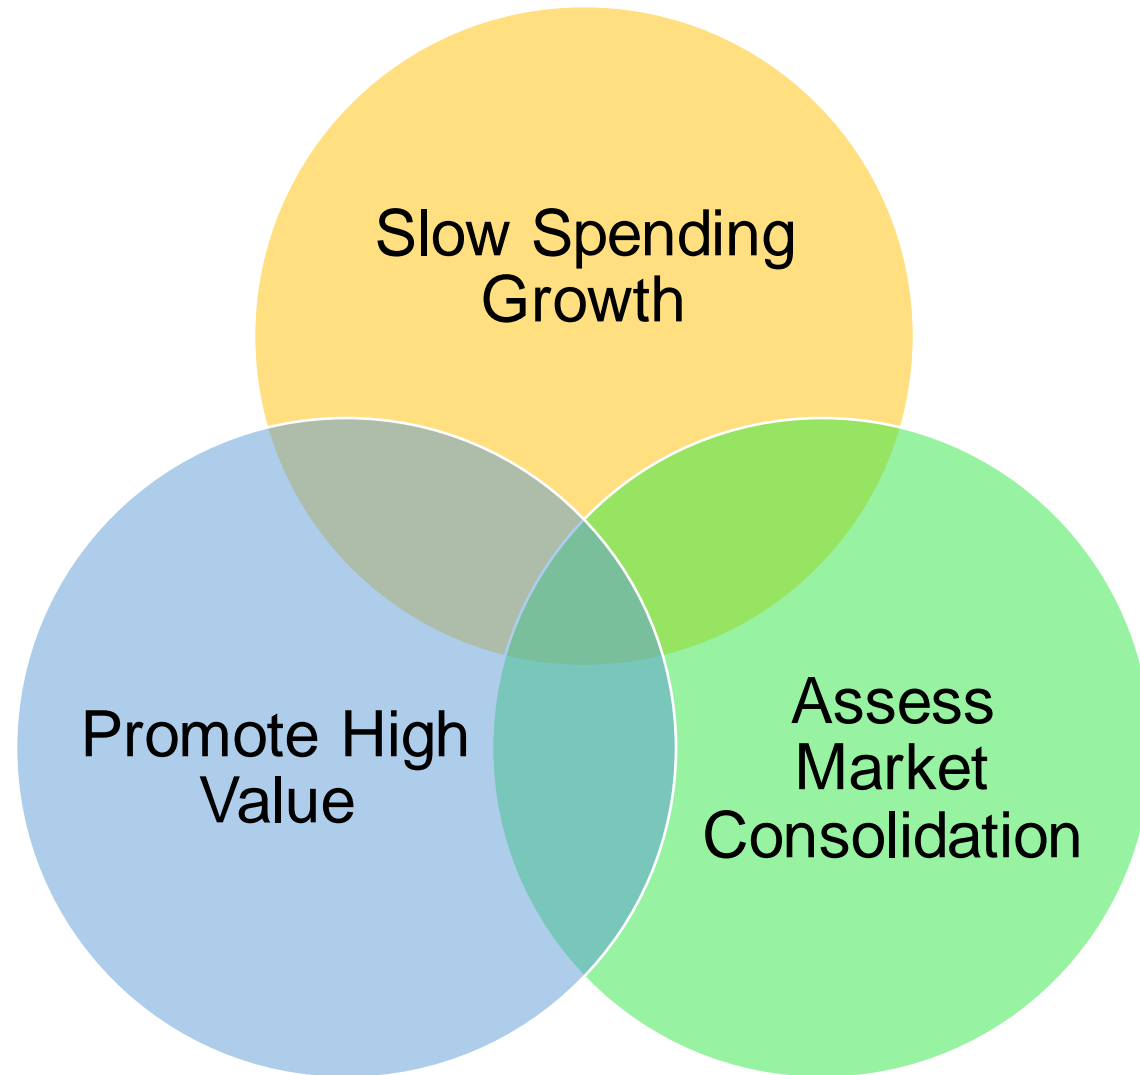 Slow Spending
Growth
Promote High
Value
Assess
Market
Consolidation